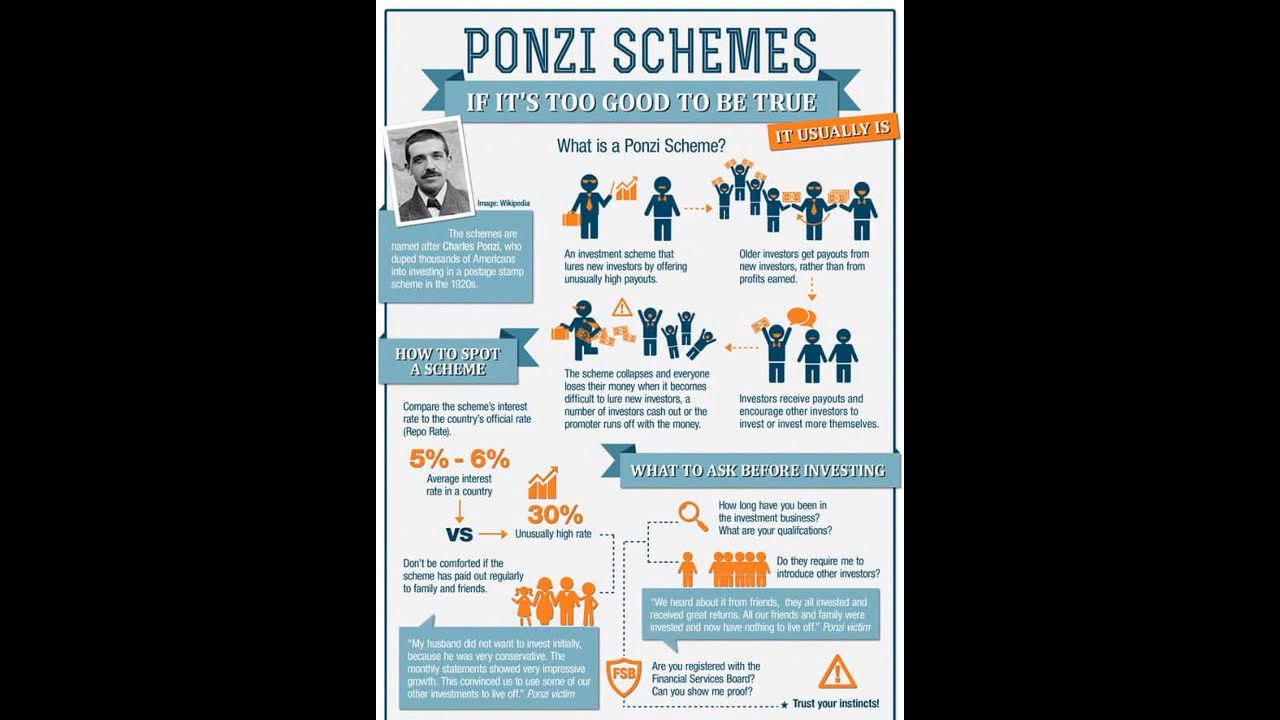 PONZI SCHEMES
IF IT'S TOO GOOD TO BE TRUE
IT USUALLY IS
Image: Wikipedia
The schemes are
named after Charles Ponzi, who
duped thousands of Americans
into investing in a postage stamp
scheme in the 1920s.
What is a Ponzi Scheme?
An investment scheme that
lures new investors by offering
unusually high payouts.
Older investors get payouts from
new investors, rather than from
profits earned.
Investors receive payouts and
encourage other investors to
invest or invest more themselves.
The scheme collapses and everyone
loses their money when it becomes
difficult to lure new investors, a
number of investors cash out or the
promoter runs off with the money.
HOW TO SPOT
A SCHEME
Compare the scheme's interest
rate to the country's official rate
(Repo Rate).
5% - 6%
Average interest
rate in a country
VS
30%
Unusually high rate
Don't be comforted if the
scheme has paid out regularly
to family and friends.
"My husband did not want to invest initially,
because he was very conservative. The
monthly statements showed very impressive
growth. This convinced us to use some of our
other investments to live off." Ponzi victim
WHAT TO ASK BEFORE INVESTING
How long have you been in
the investment business?
What are your qualifcations?
Do they require me to
introduce other investors?
"We heard about it from friends, they all invested and
received great returns. All our friends and family were
invested and now have nothing to live off." Ponzi victim
FSB
Are you registered with the
Financial Services Board?
Can you show me proof?
Trust your instincts!